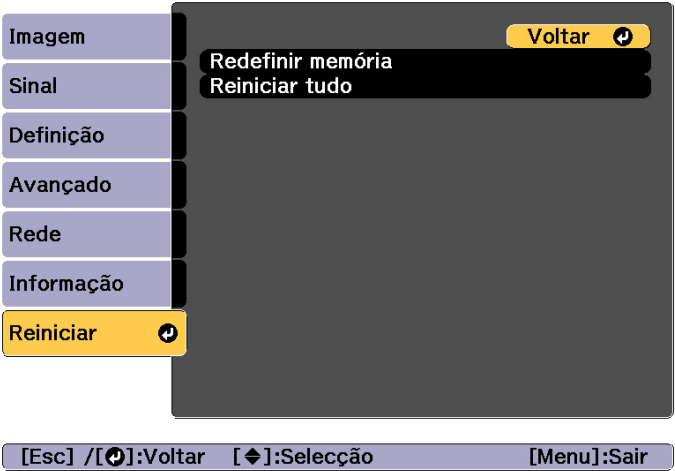 Imagem
Sinal
Definição
Avançado
Rede
Informação
Reiniciar
Voltar
Redefinir memória
Reiniciar tudo
[Esc] /[⏎]:Voltar [◆]:Selecção [Menu]:Sair